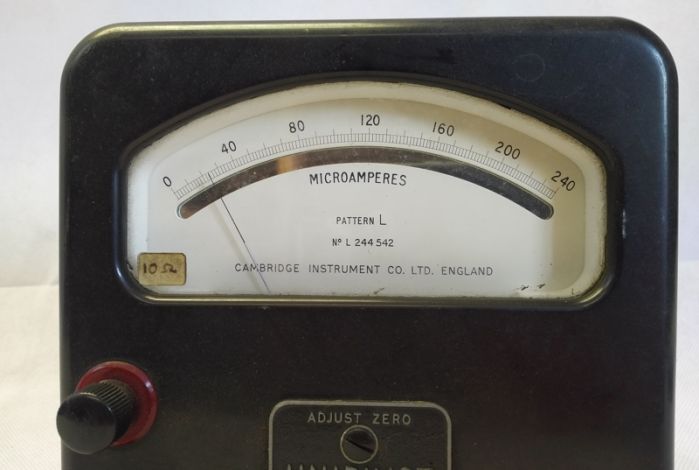 0 40 80 120 160 200 240
MICROAMPERES
PATTERN L
Nº L 244 542
10 Ω
CAMBRIDGE INSTRUMENT CO. LTD. ENGLAND
ADJUST ZERO